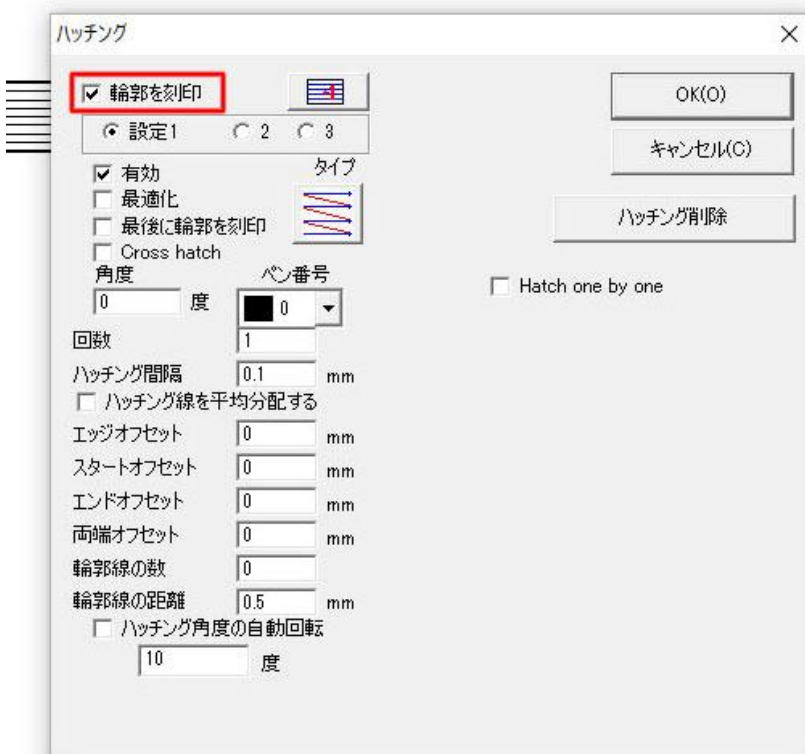 ハッチング
輪郭を刻印
OK(O)
設定1 2 3
キャンセル(C)
有効
タイプ
最適化
最後に輪郭を刻印
ハッチング削除
Cross hatch
角度 ペン番号
Hatch one by one
0 度 0
回数 1
ハッチング間隔 0.1 mm
ハッチング線を平均分配する
エッジオフセット 0 mm
スタートオフセット 0 mm
エンドオフセット 0 mm
両端オフセット 0 mm
輪郭線の数 0
輪郭線の距離 0.5 mm
ハッチング角度の自動回転
10 度